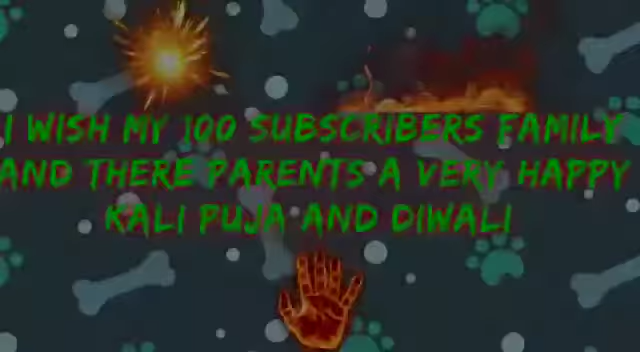 I WISH MY 100 SUBSCRIBERS FAMILY
AND THERE PARENTS A VERY HAPPY
KALI PUJA AND DIWALI